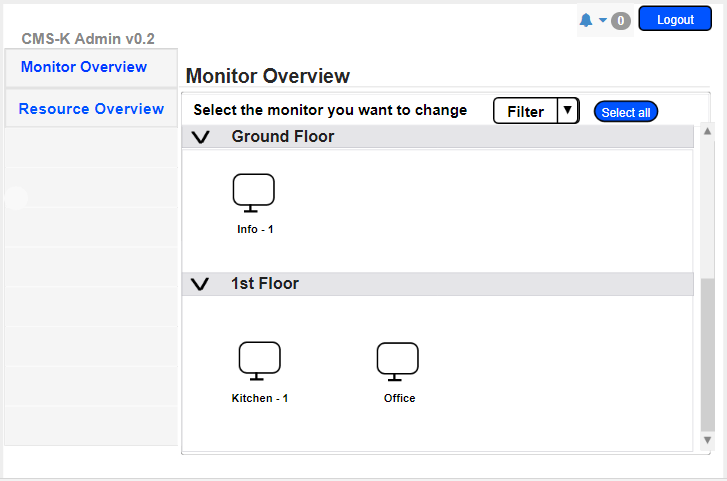 CMS-K Admin v0.2
0
Logout
Monitor Overview
Resource Overview
Monitor Overview
Select the monitor you want to change
Filter
Select all
Ground Floor
Info - 1
1st Floor
Kitchen - 1
Office